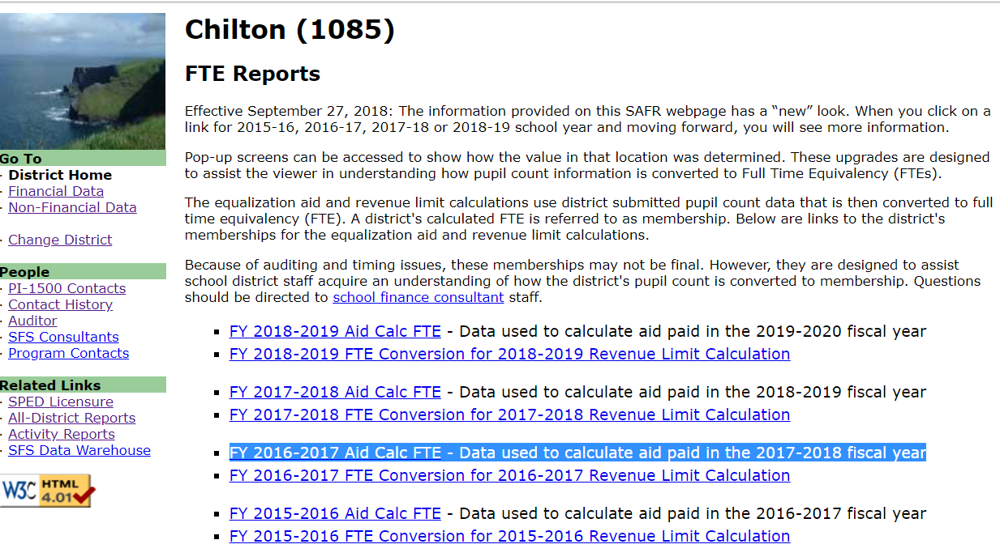 Chilton (1085)
FTE Reports
Effective September 27, 2018: The information provided on this SAFR webpage has a “new” look. When you click on a
link for 2015-16, 2016-17, 2017-18 or 2018-19 school year and moving forward, you will see more information.
Pop-up screens can be accessed to show how the value in that location was determined. These upgrades are designed
to assist the viewer in understanding how pupil count information is converted to Full Time Equivalency (FTEs).
The equalization aid and revenue limit calculations use district submitted pupil count data that is then converted to full
time equivalency (FTE). A district's calculated FTE is referred to as membership. Below are links to the district's
memberships for the equalization aid and revenue limit calculations.
Because of auditing and timing issues, these memberships may not be final. However, they are designed to assist
school district staff acquire an understanding of how the district's pupil count is converted to membership. Questions
should be directed to school finance consultant staff.
FY 2018-2019 Aid Calc FTE - Data used to calculate aid paid in the 2019-2020 fiscal year
FY 2018-2019 FTE Conversion for 2018-2019 Revenue Limit Calculation
FY 2017-2018 Aid Calc FTE - Data used to calculate aid paid in the 2018-2019 fiscal year
FY 2017-2018 FTE Conversion for 2017-2018 Revenue Limit Calculation
FY 2016-2017 Aid Calc FTE - Data used to calculate aid paid in the 2017-2018 fiscal year
FY 2016-2017 FTE Conversion for 2016-2017 Revenue Limit Calculation
FY 2015-2016 Aid Calc FTE - Data used to calculate aid paid in the 2016-2017 fiscal year
FY 2015-2016 FTE Conversion for 2015-2016 Revenue Limit Calculation
Go To
· District Home
· Financial Data
· Non-Financial Data
· Change District
People
· PI-1500 Contacts
· Contact History
· Auditor
· SFS Consultants
· Program Contacts
Related Links
· SPED Licensure
· All-District Reports
· Activity Reports
· SFS Data Warehouse
W3C HTML
4.01